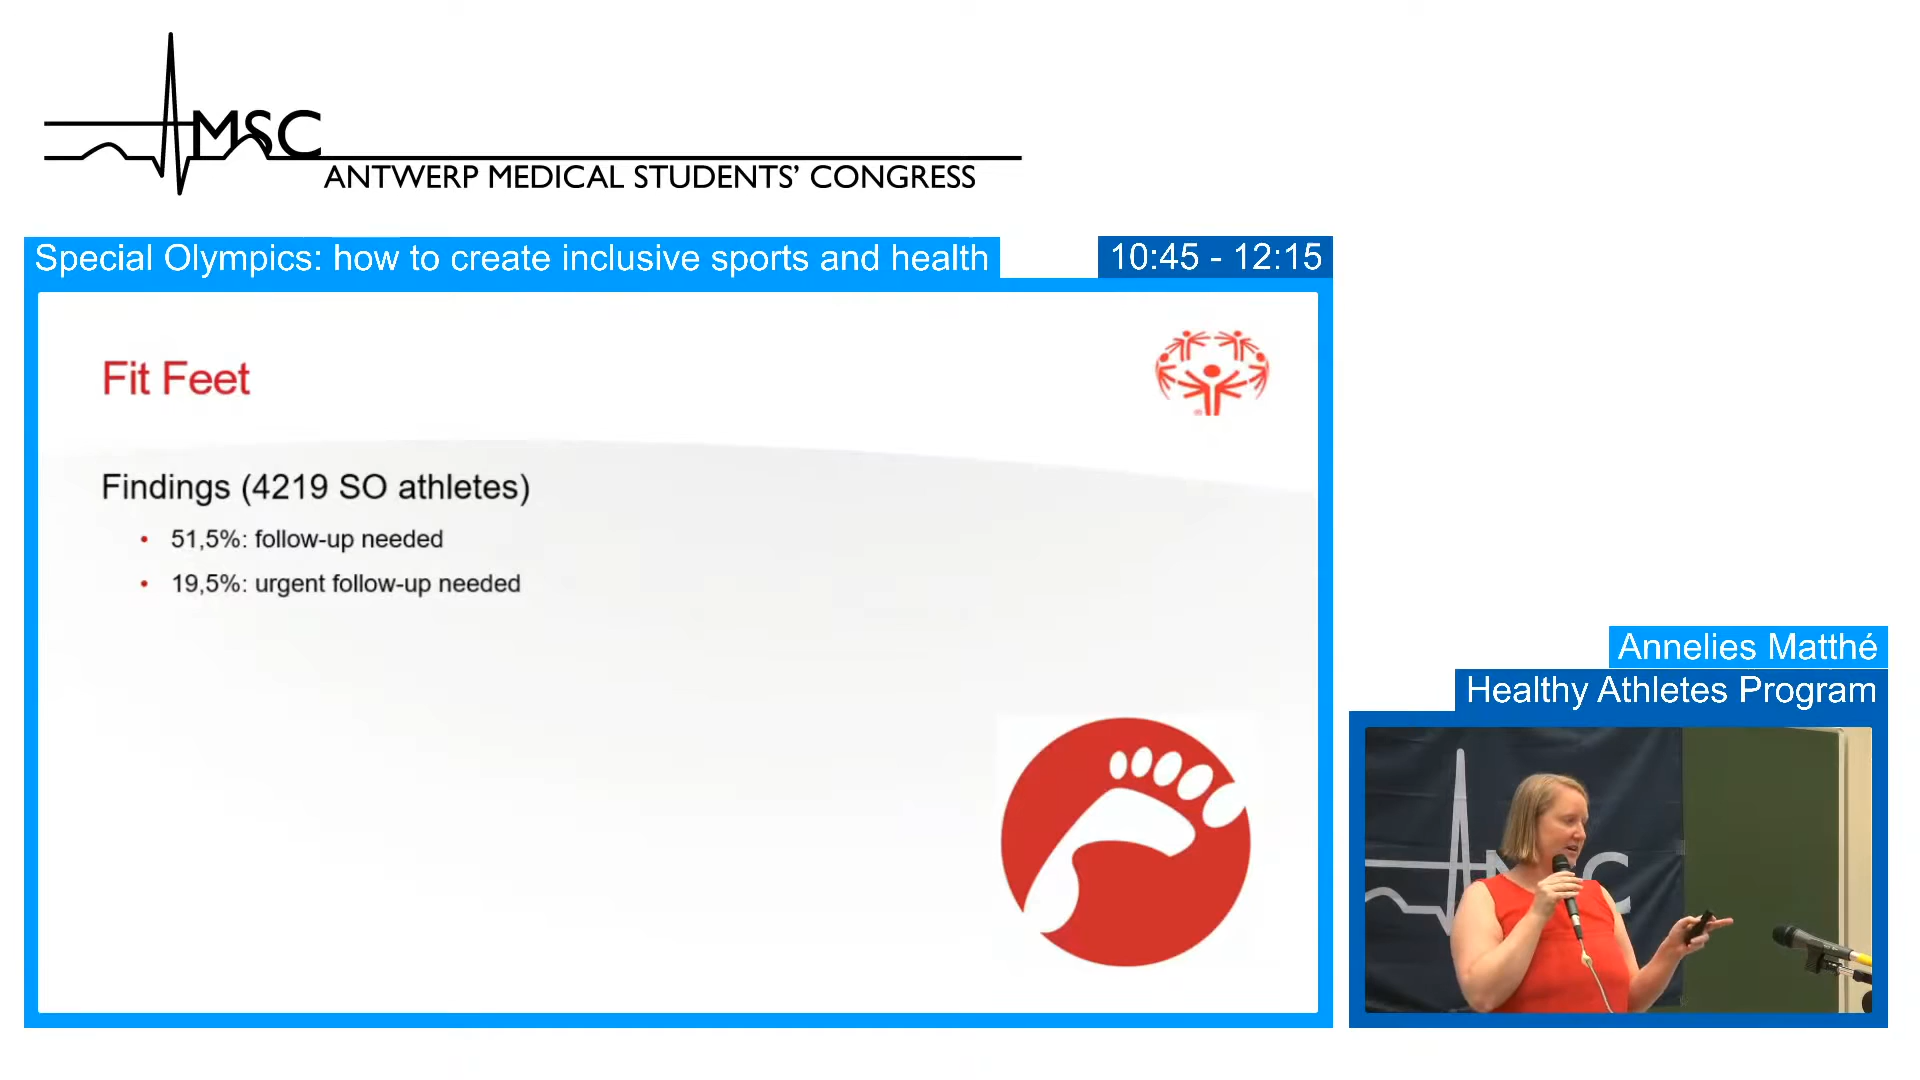 MSC
ANTWERP MEDICAL STUDENTS’ CONGRESS
Special Olympics: how to create inclusive sports and health
10:45 - 12:15
Fit Feet
Findings (4219 SO athletes)
• 51,5%: follow-up needed
• 19,5%: urgent follow-up needed
Annelies Matthé
Healthy Athletes Program